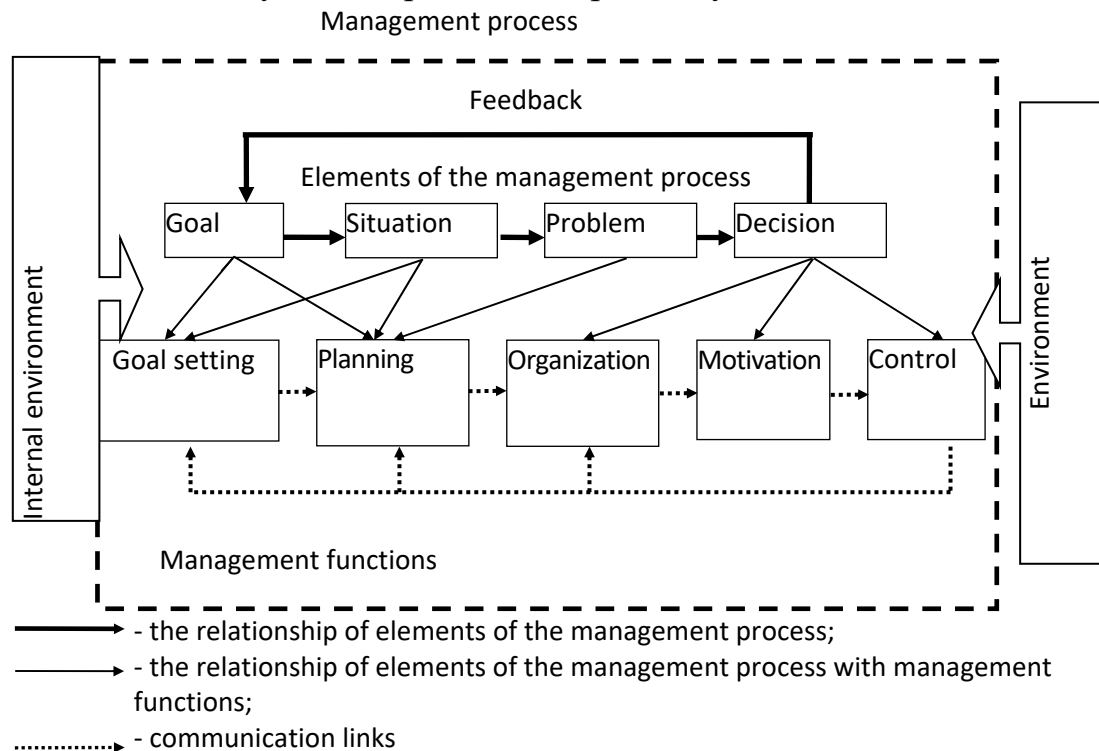 Management process
Feedback
Elements of the management process
Goal
Situation
Problem
Decision
Internal environment
Environment
Goal setting
Planning
Organization
Motivation
Control
Management functions
- the relationship of elements of the management process;
- the relationship of elements of the management process with management
functions;
- communication links